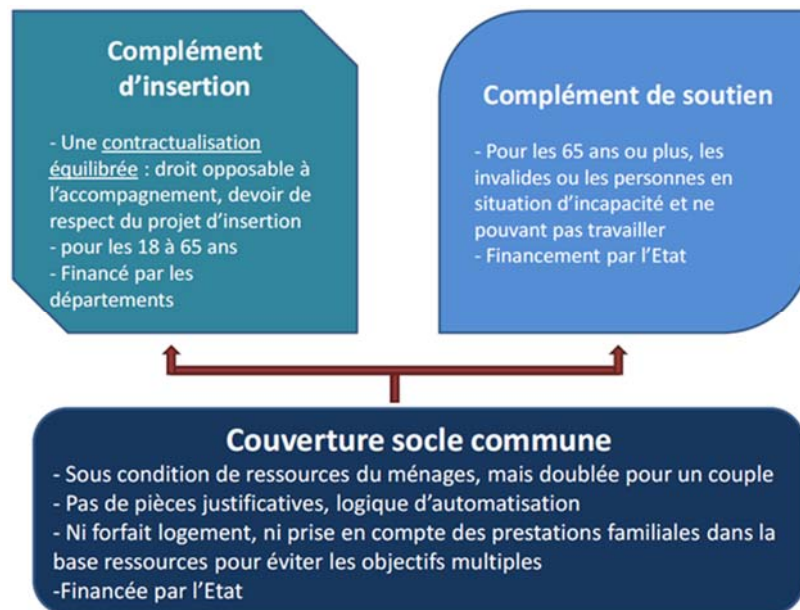 Complément
d’insertion
- Une contractualisation
équilibrée : droit opposable à
l’accompagnement, devoir de
respect du projet d’insertion
- pour les 18 à 65 ans
- Financé par les
départements
Complément de soutien
- Pour les 65 ans ou plus, les
invalides ou les personnes en
situation d’incapacité et ne
pouvant pas travailler
- Financement par l’Etat
Couverture socle commune
- Sous condition de ressources du ménages, mais doublée pour un couple
- Pas de pièces justificatives, logique d’automatisation
- Ni forfait logement, ni prise en compte des prestations familiales dans la
base ressources pour éviter les objectifs multiples
-Financée par l’Etat